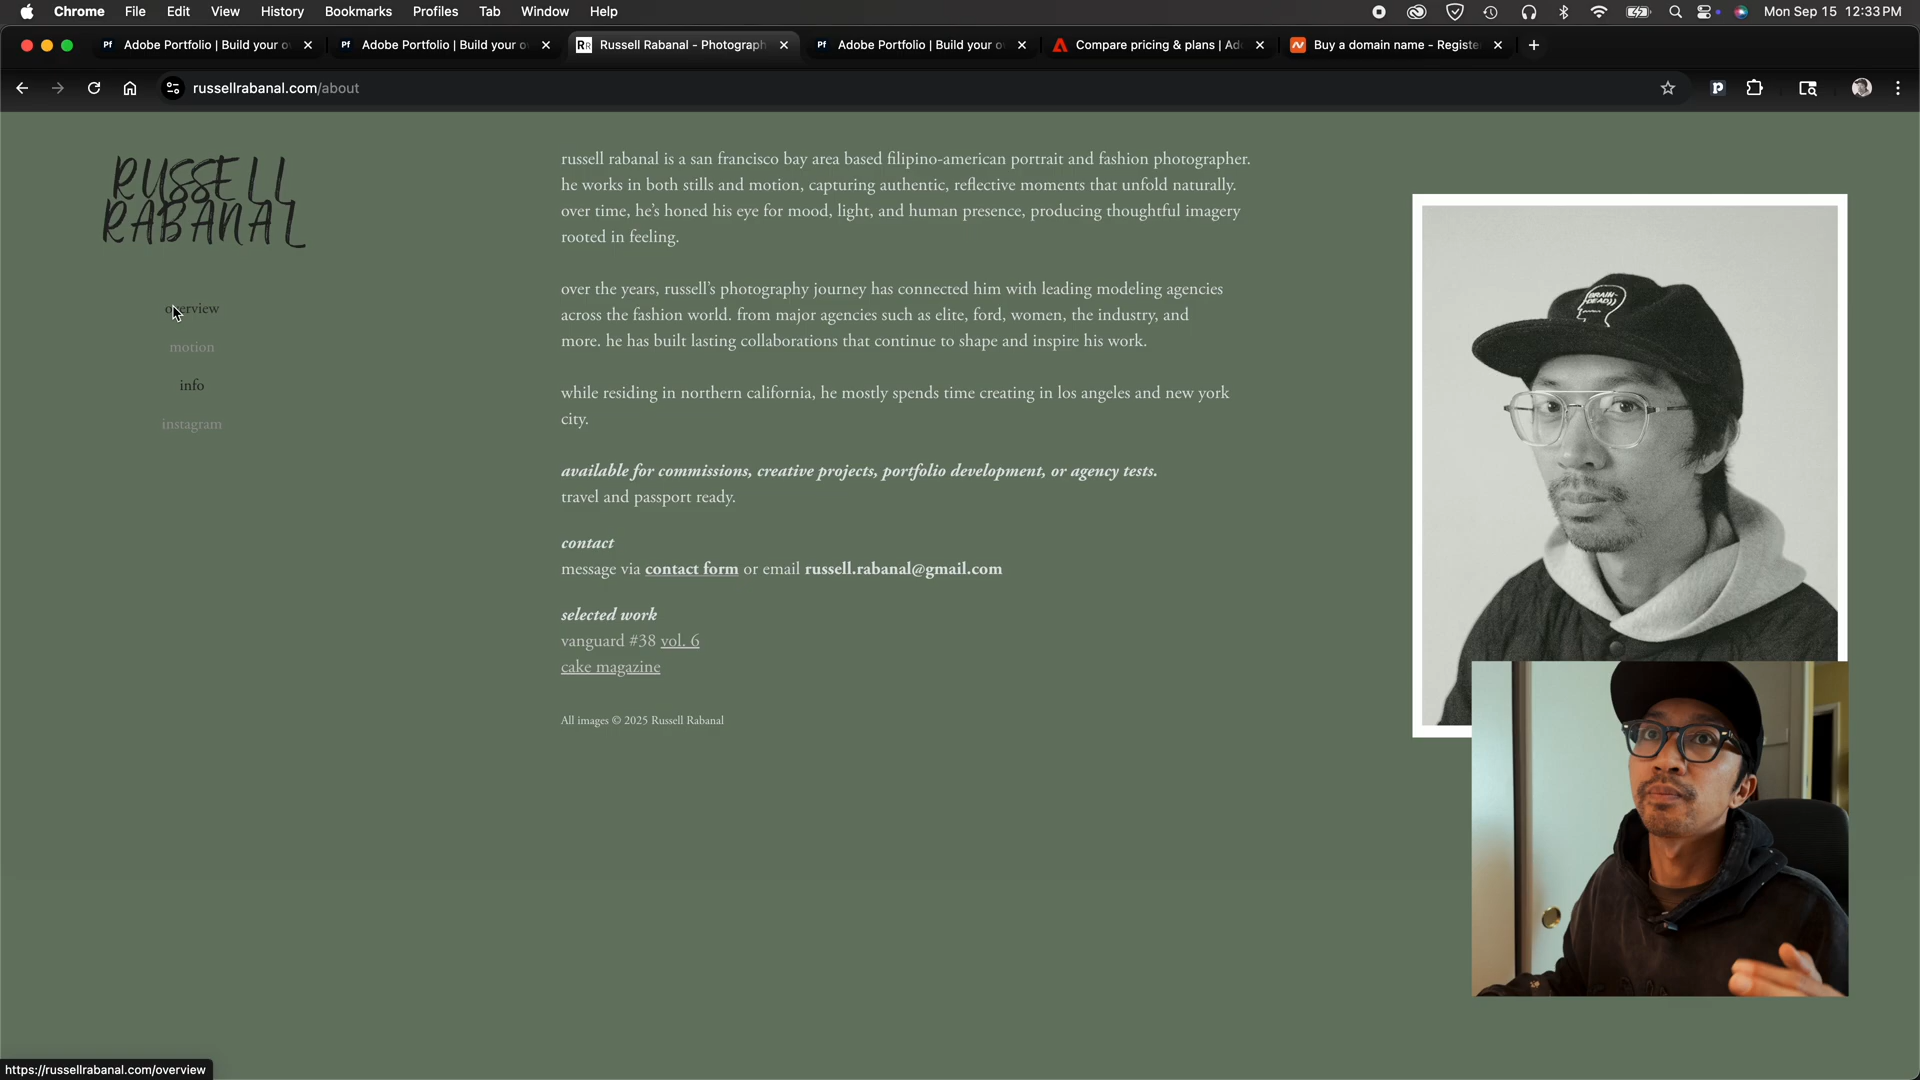 Chrome File Edit View History Bookmarks Profiles Tab Window Help
Mon Sep 15 12:33 PM
Adobe Portfolio | Build your o
Adobe Portfolio | Build your o
Russell Rabanal - Photograph
Adobe Portfolio | Build your o
Compare pricing & plans | Ad
Buy a domain name - Registe
russellrabanal.com/about
RUSSELL
RABANAL
overview
motion
info
instagram
russell rabanal is a san francisco bay area based filipino-american portrait and fashion photographer.
he works in both stills and motion, capturing authentic, reflective moments that unfold naturally.
over time, he's honed his eye for mood, light, and human presence, producing thoughtful imagery
rooted in feeling.
over the years, russell's photography journey has connected him with leading modeling agencies
across the fashion world. from major agencies such as elite, ford, women, the industry, and
more. he has built lasting collaborations that continue to shape and inspire his work.
while residing in northern california, he mostly spends time creating in los angeles and new york
city.
available for commissions, creative projects, portfolio development, or agency tests.
travel and passport ready.
contact
message via contact form or email russell.rabanal@gmail.com
selected work
vanguard #38 vol. 6
cake magazine
All images © 2025 Russell Rabanal
BRAIN-
DEAD))
https://russellrabanal.com/overview